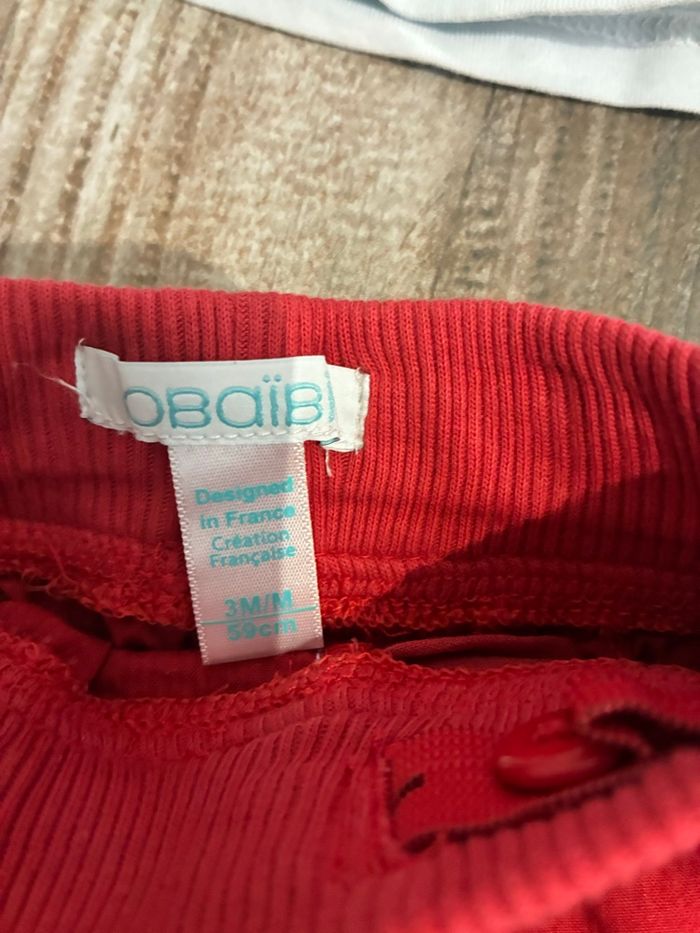 OBAÏBI
Designed
in France
Création
Française
3M/M
59cm